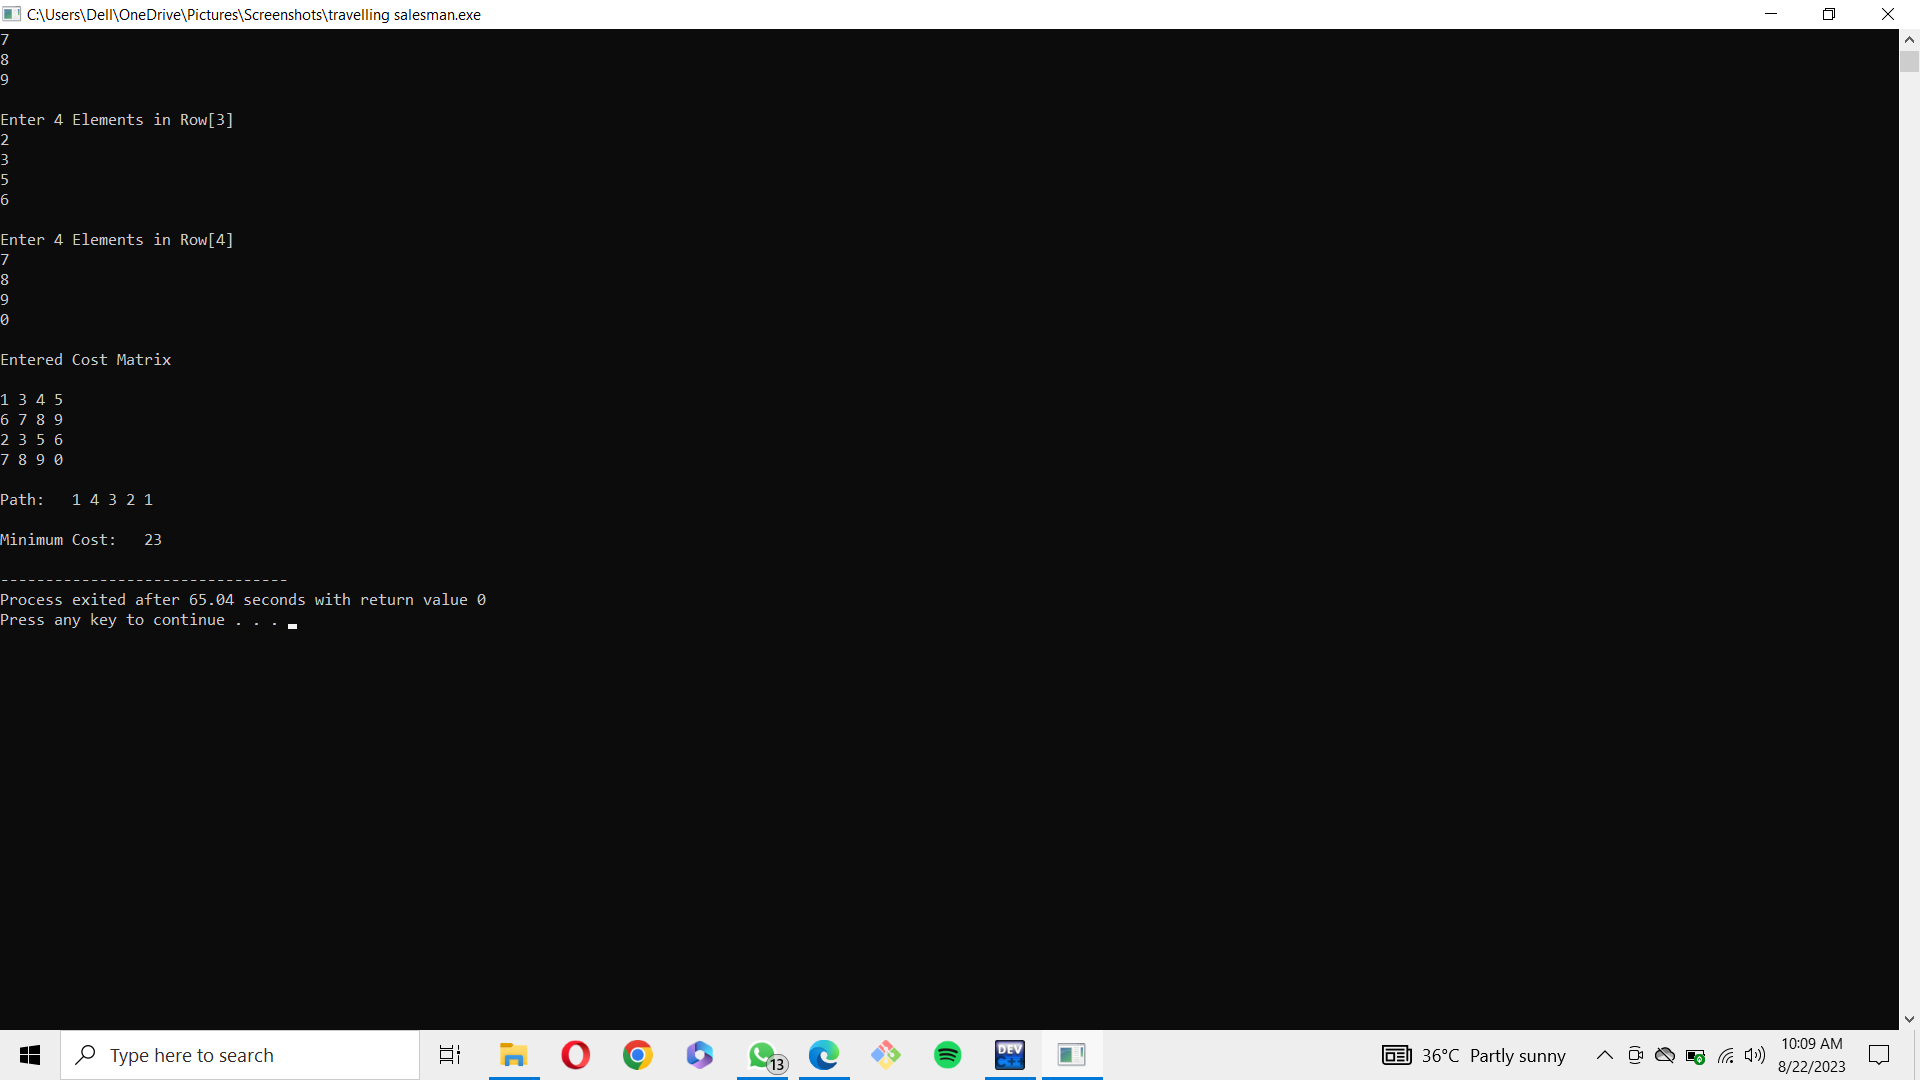 C:\Users\Dell\OneDrive\Pictures\Screenshots\travelling salesman.exe
7
8
9
Enter 4 Elements in Row[3]
2
3
5
6
Enter 4 Elements in Row[4]
7
8
9
0
Entered Cost Matrix
1 3 4 5
6 7 8 9
2 3 5 6
7 8 9 0
Path:   1 4 3 2 1
Minimum Cost:   23
--------------------------------
Process exited after 65.04 seconds with return value 0
Press any key to continue . . .
Type here to search
13
DEV
C++
36°C Partly sunny
10:09 AM
8/22/2023